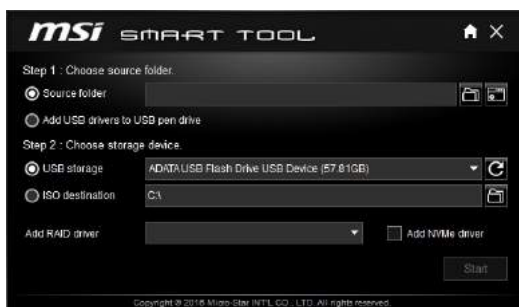 msi SMART TOOL
Step 1 : Choose source folder.
Source folder
Add USB drivers to USB pen drive
Step 2 : Choose storage device.
USB storage ADATA USB Flash Drive USB Device (57.81GB)
ISO destination C:\
Add RAID driver Add NVMe driver
Start
Copyright © 2016 Micro-Star INT'L CO., LTD. All rights reserved.